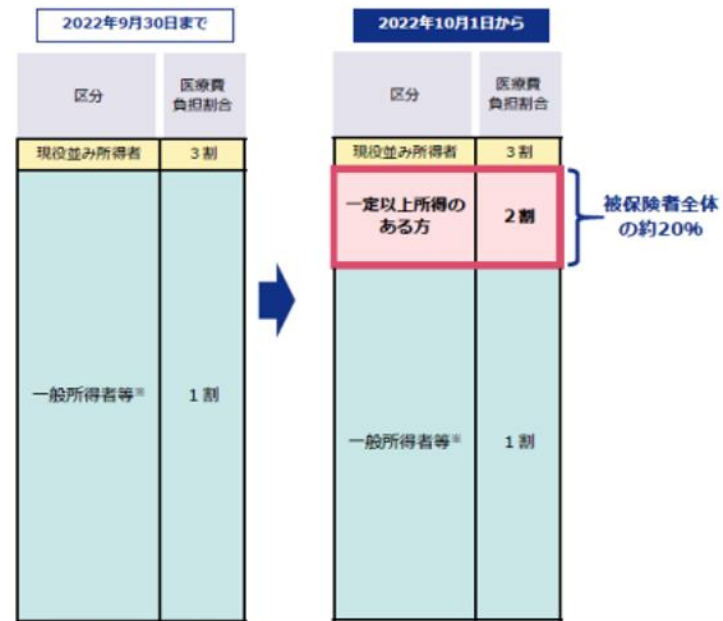 2022年9月30日まで
区分
医療費
負担割合
現役並み所得者
3割
一般所得者等※
1割
2022年10月1日から
区分
医療費
負担割合
現役並み所得者
3割
一定以上所得の
ある方
2割
一般所得者等※
1割
被保険者全体
の約20%